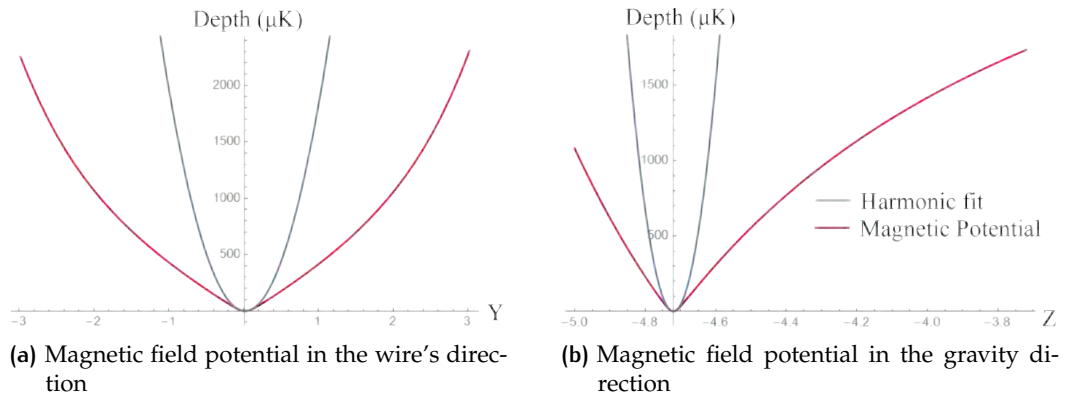 Depth (μK)
2000
1500
1000
500
−3
−2
−1
1
2
3
Y
Depth (μK)
1500
1000
500
Harmonic fit
Magnetic Potential
−5.0
−4.8
−4.6
−4.4
−4.2
−4.0
−3.8
Z
(a) Magnetic field potential in the wire's direc-
tion
(b) Magnetic field potential in the gravity di-
rection